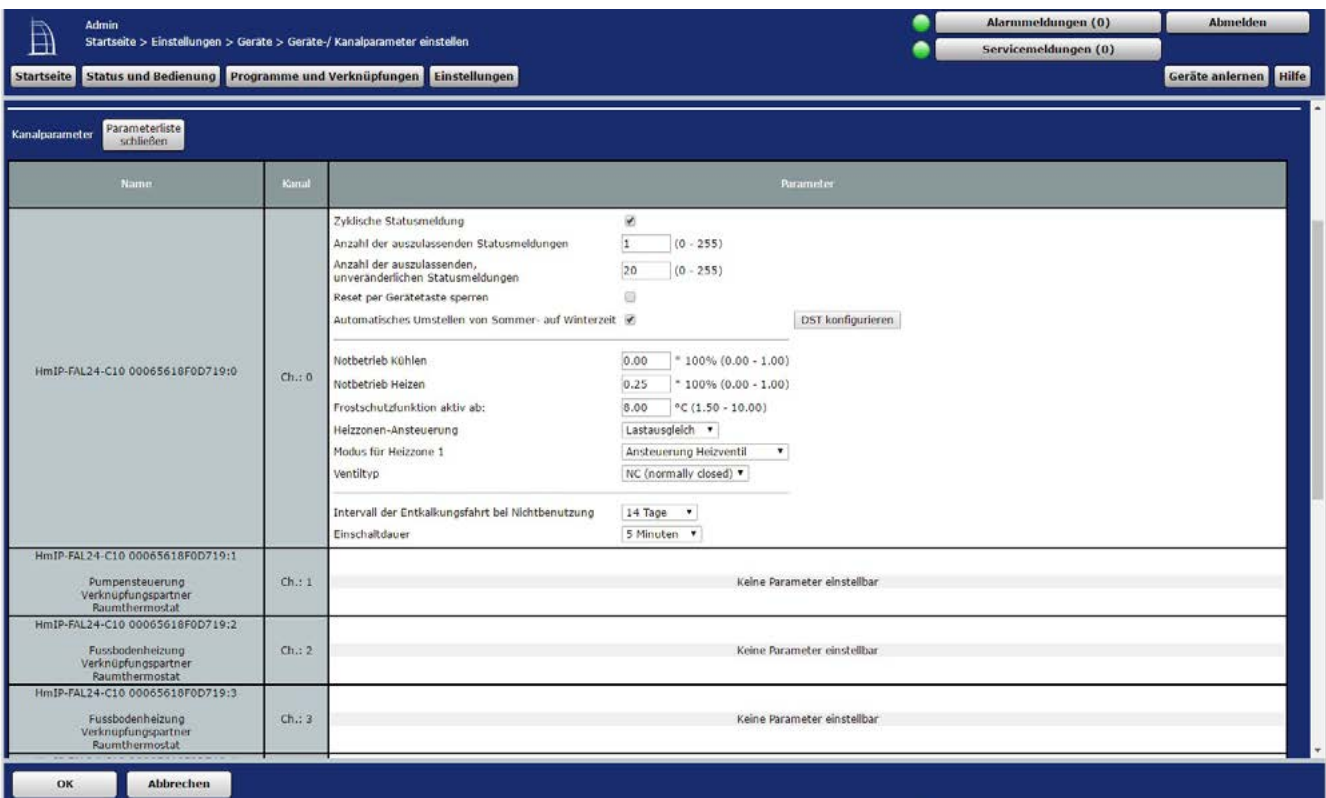 Admin
Alarmmeldungen (0)
Abmelden
Startseite > Einstellungen > Geräte > Geräte-/ Kanalparameter einstellen
Servicemeldungen (0)
Startseite Status und Bedienung Programme und Verknüpfungen Einstellungen Geräte anlernen Hilfe
Kanalparameter Parameterliste
schließen
Name Kanal Parameter
Zyklische Statusmeldung
Anzahl der auszulassenden Statusmeldungen 1 (0 - 255)
Anzahl der auszulassenden,
unveränderlichen Statusmeldungen 20 (0 - 255)
Reset per Gerätetaste sperren
Automatisches Umstellen von Sommer- auf Winterzeit DST konfigurieren
HmIP-FAL24-C10 00065618F0D719:0 Ch.: 0
Notbetrieb Kühlen 0.00 * 100% (0.00 - 1.00)
Notbetrieb Heizen 0.25 * 100% (0.00 - 1.00)
Frostschutzfunktion aktiv ab: 8.00 °C (1.50 - 10.00)
Heizzonen-Ansteuerung Lastausgleich
Modus für Heizzone 1 Ansteuerung Heizventil
Ventiltyp NC (normally closed)
Intervall der Entkalkungsfahrt bei Nichtbenutzung 14 Tage
Einschaltdauer 5 Minuten
HmIP-FAL24-C10 00065618F0D719:1
Pumpensteuerung Ch.: 1 Keine Parameter einstellbar
Verknüpfungspartner
Raumthermostat
HmIP-FAL24-C10 00065618F0D719:2
Fussbodenheizung Ch.: 2 Keine Parameter einstellbar
Verknüpfungspartner
Raumthermostat
HmIP-FAL24-C10 00065618F0D719:3
Fussbodenheizung Ch.: 3 Keine Parameter einstellbar
Verknüpfungspartner
Raumthermostat
OK Abbrechen